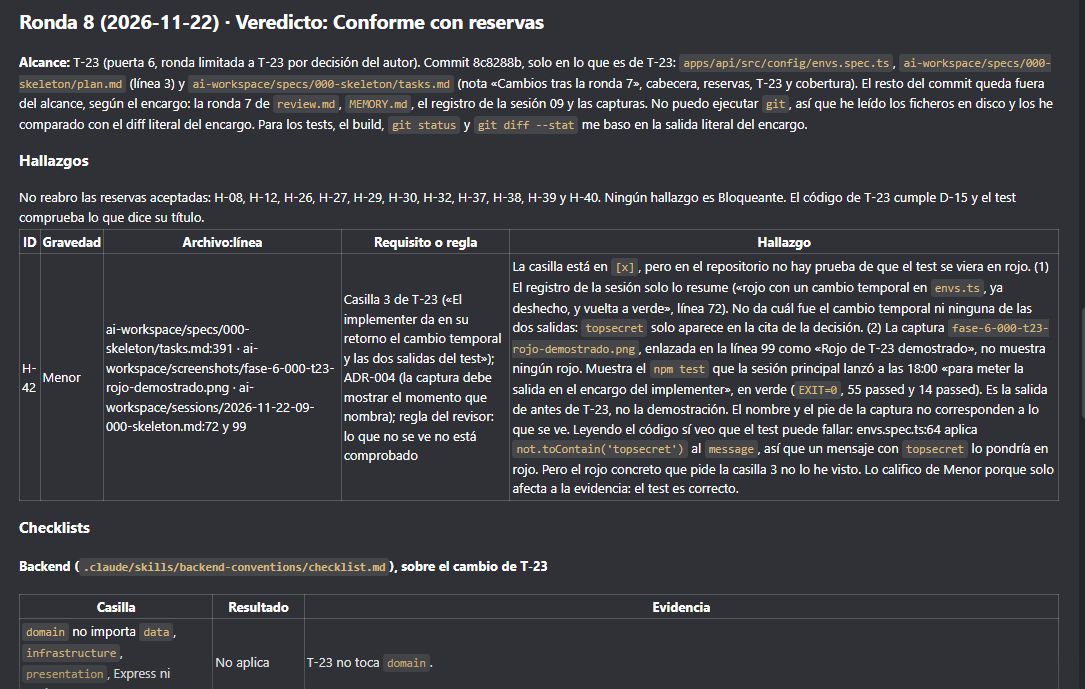 Ronda 8 (2026-11-22) · Veredicto: Conforme con reservas
Alcance: T-23 (puerta 6, ronda limitada a T-23 por decisión del autor). Commit 8c8288b, solo en lo que es de T-23: apps/api/src/config/envs.spec.ts, ai-workspace/specs/000-
skeleton/plan.md (línea 3) y ai-workspace/specs/000-skeleton/tasks.md (nota «Cambios tras la ronda 7», cabecera, reservas, T-23 y cobertura). El resto del commit queda fuera
del alcance, según el encargo: la ronda 7 de review.md, MEMORY.md, el registro de la sesión 09 y las capturas. No puedo ejecutar git, así que he leído los ficheros en disco y los he
comparado con el diff literal del encargo. Para los tests, el build, git status y git diff --stat me baso en la salida literal del encargo.
Hallazgos
No reabro las reservas aceptadas: H-08, H-12, H-26, H-27, H-29, H-30, H-32, H-37, H-38, H-39 y H-40. Ningún hallazgo es Bloqueante. El código de T-23 cumple D-15 y el test
comprueba lo que dice su título.
ID Gravedad Archivo:línea Requisito o regla Hallazgo
H-
42
Menor
ai-workspace/specs/000-
skeleton/tasks.md:391 · ai-
workspace/screenshots/fase-6-000-t23-
rojo-demostrado.png · ai-
workspace/sessions/2026-11-22-09-
000-skeleton.md:72 y 99
Casilla 3 de T-23 («El
implementer da en su
retorno el cambio temporal
y las dos salidas del test»);
ADR-004 (la captura debe
mostrar el momento que
nombra); regla del revisor:
lo que no se ve no está
comprobado
La casilla está en [x], pero en el repositorio no hay prueba de que el test se viera en rojo. (1)
El registro de la sesión solo lo resume («rojo con un cambio temporal en envs.ts, ya
deshecho, y vuelta a verde», línea 72). No da cuál fue el cambio temporal ni ninguna de las
dos salidas: topsecret solo aparece en la cita de la decisión. (2) La captura fase-6-000-t23-
rojo-demostrado.png, enlazada en la línea 99 como «Rojo de T-23 demostrado», no muestra
ningún rojo. Muestra el npm test que la sesión principal lanzó a las 18:00 «para meter la
salida en el encargo del implementer», en verde (EXIT=0, 55 passed y 14 passed). Es la salida
de antes de T-23, no la demostración. El nombre y el pie de la captura no corresponden a lo
que se ve. Leyendo el código sí veo que el test puede fallar: envs.spec.ts:64 aplica
not.toContain('topsecret') al message, así que un mensaje con topsecret lo pondría en
rojo. Pero el rojo concreto que pide la casilla 3 no lo he visto. Lo califico de Menor porque solo
afecta a la evidencia: el test es correcto.
Checklists
Backend (.claude/skills/backend-conventions/checklist.md), sobre el cambio de T-23
Casilla Resultado Evidencia
domain no importa data,
infrastructure,
presentation, Express ni
No aplica
T-23 no toca domain.